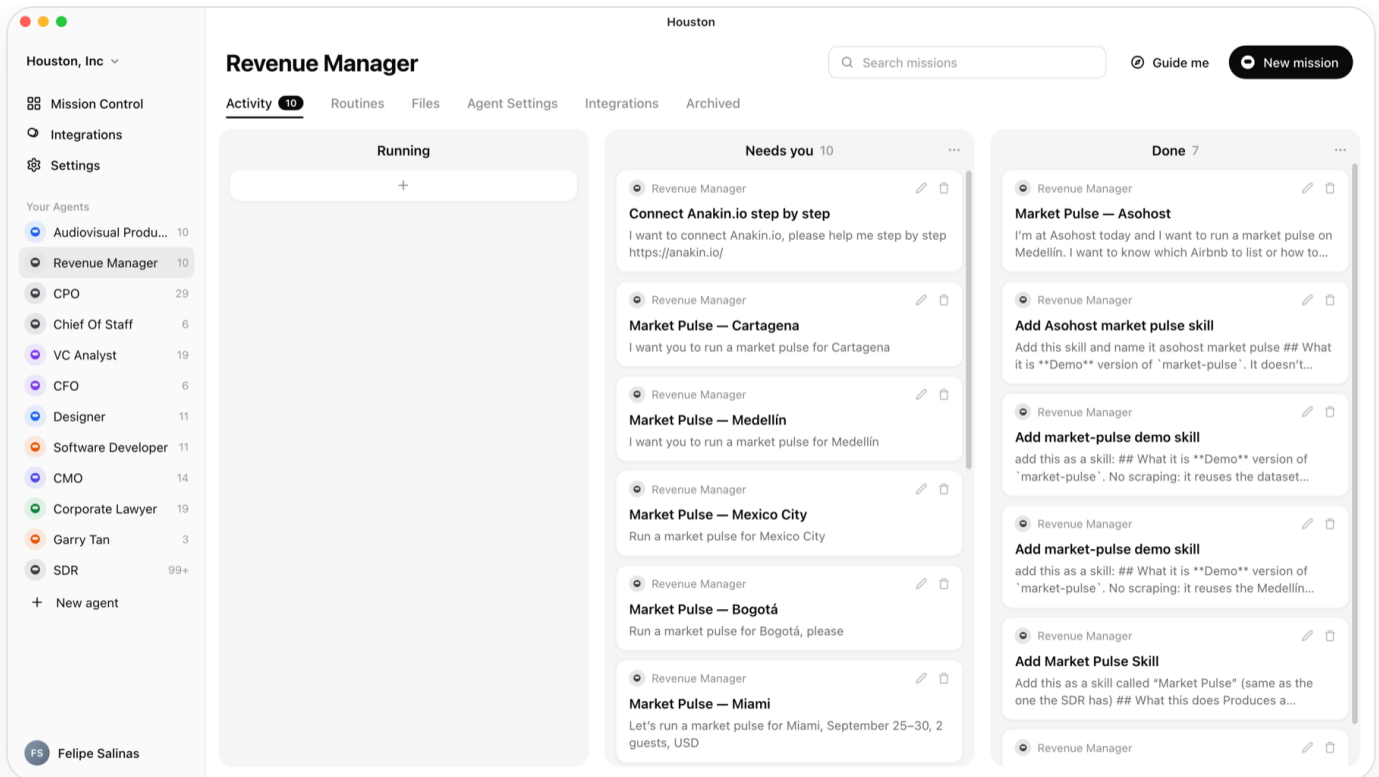 Houston
Houston, Inc
Mission Control
Integrations
Settings
Your Agents
Audiovisual Produ... 10
Revenue Manager 10
CPO 29
Chief Of Staff 6
VC Analyst 19
CFO 6
Designer 11
Software Developer 11
CMO 14
Corporate Lawyer 19
Garry Tan 3
SDR 99+
+ New agent
FS Felipe Salinas
Revenue Manager
Search missions
Guide me
New mission
Activity 10
Routines
Files
Agent Settings
Integrations
Archived
Running
+
Needs you 10
...
Revenue Manager
Connect Anakin.io step by step
I want to connect Anakin.io, please help me step by step
https://anakin.io/
Revenue Manager
Market Pulse — Cartagena
I want you to run a market pulse for Cartagena
Revenue Manager
Market Pulse — Medellín
I want you to run a market pulse for Medellín
Revenue Manager
Market Pulse — Mexico City
Run a market pulse for Mexico City
Revenue Manager
Market Pulse — Bogotá
Run a market pulse for Bogotá, please
Revenue Manager
Market Pulse — Miami
Let’s run a market pulse for Miami, September 25–30, 2
guests, USD
Done 7
...
Revenue Manager
Market Pulse — Asohost
I’m at Asohost today and I want to run a market pulse on
Medellín. I want to know which Airbnb to list or how to...
Revenue Manager
Add Asohost market pulse skill
Add this skill and name it asohost market pulse ## What
it is **Demo** version of `market-pulse`. It doesn’t...
Revenue Manager
Add market-pulse demo skill
add this as a skill: ## What it is **Demo** version of
`market-pulse`. No scraping: it reuses the dataset...
Revenue Manager
Add market-pulse demo skill
add this as a skill: ## What it is **Demo** version of
`market-pulse`. No scraping: it reuses the Medellín...
Revenue Manager
Add Market Pulse Skill
Add this as a skill called “Market Pulse” (same as the
one the SDR has) ## What this does Produces a...
Revenue Manager